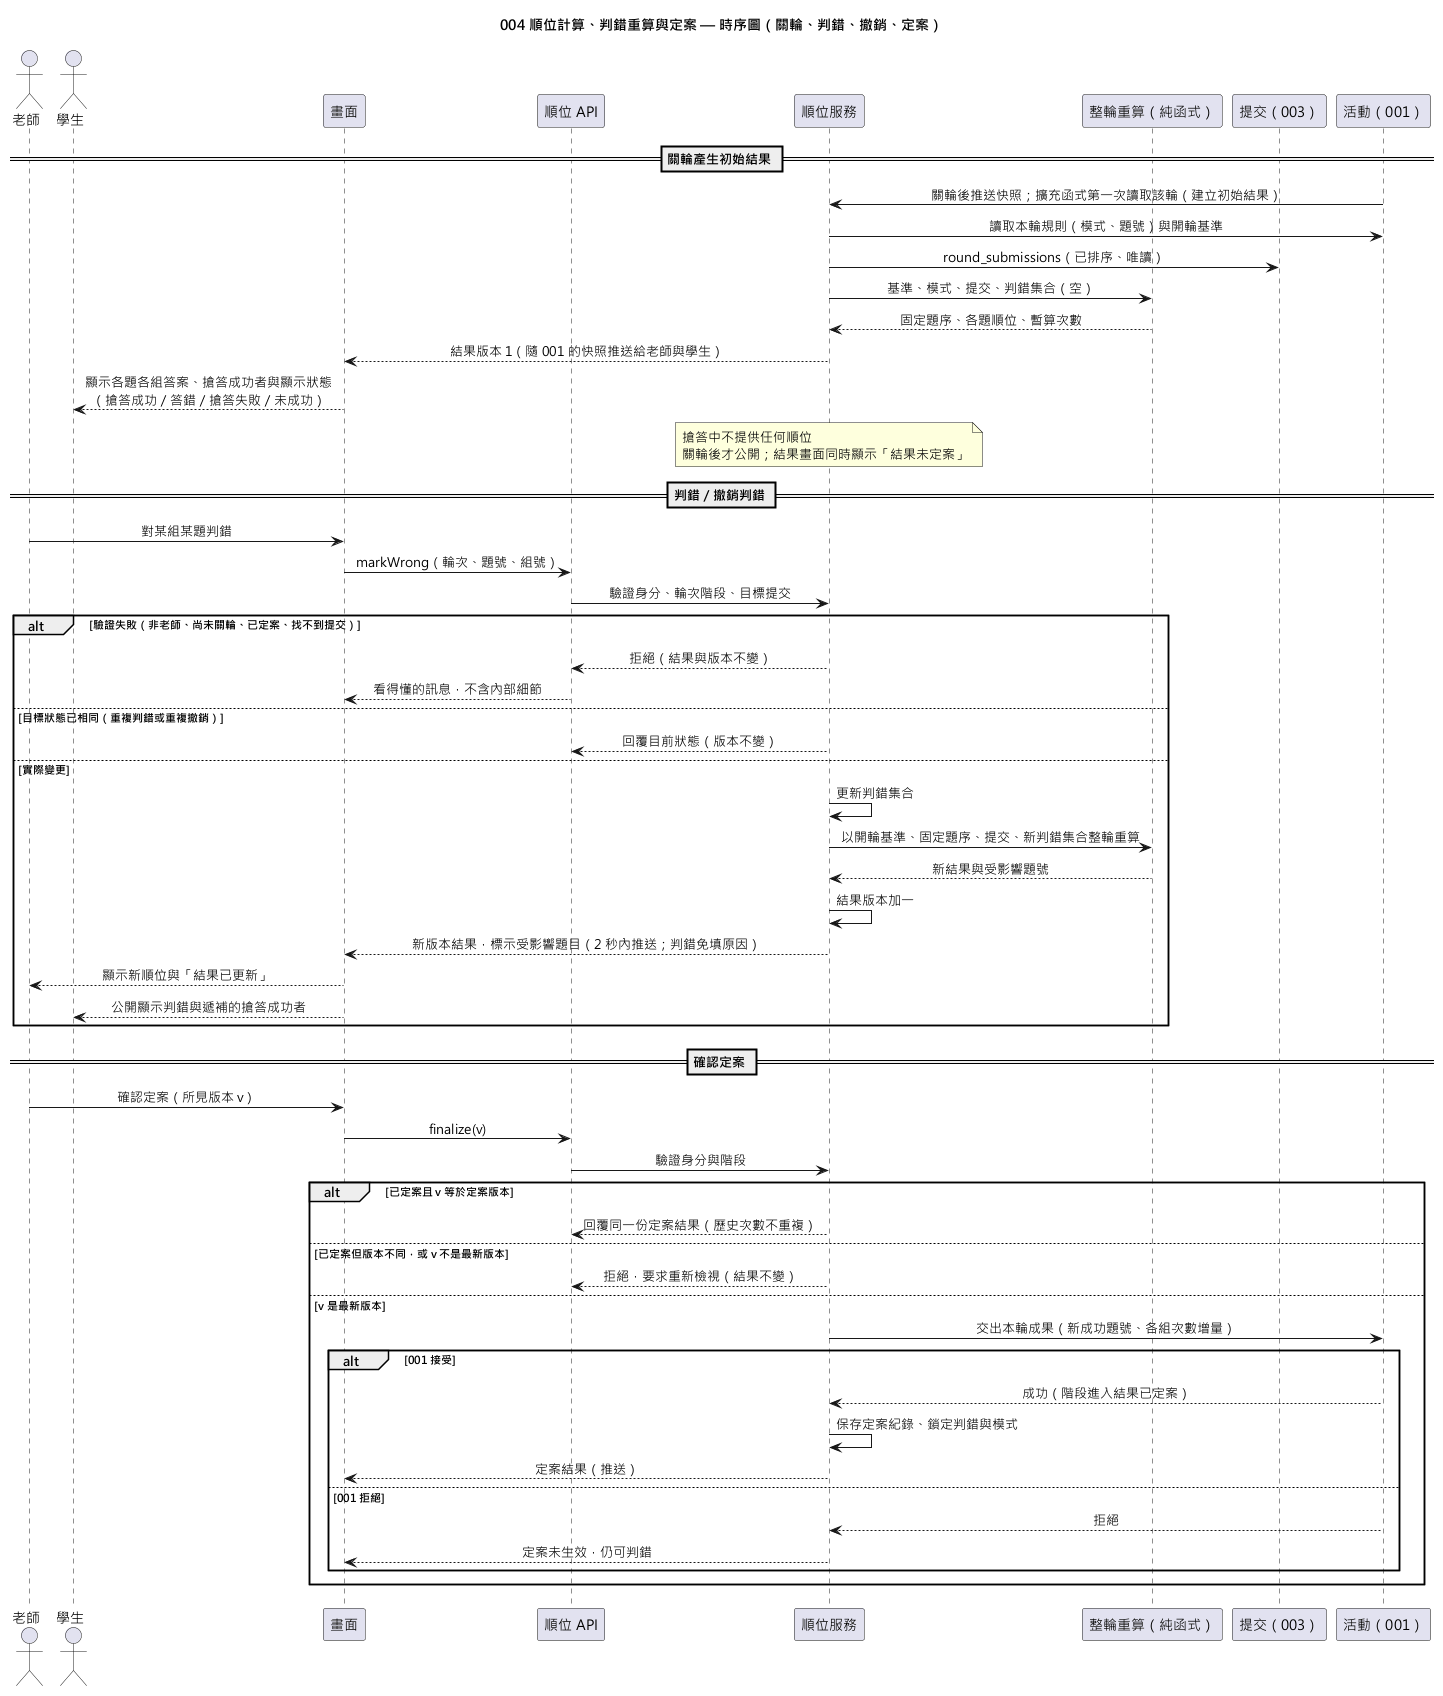 004 順位計算、判錯重算與定案 — 時序圖（關輪、判錯、撤銷、定案）
老師
學生
畫面
順位 API
順位服務
整輪重算（純函式）
提交（003）
活動（001）
關輪產生初始結果
關輪後推送快照；擴充函式第一次讀取該輪（建立初始結果）
讀取本輪規則（模式、題號）與開輪基準
round_submissions（已排序、唯讀）
基準、模式、提交、判錯集合（空）
固定題序、各題順位、暫算次數
結果版本 1（隨 001 的快照推送給老師與學生）
顯示各題各組答案、搶答成功者與顯示狀態
（搶答成功 / 答錯 / 搶答失敗 / 未成功）
搶答中不提供任何順位
關輪後才公開；結果畫面同時顯示「結果未定案」
判錯 / 撤銷判錯
對某組某題判錯
markWrong（輪次、題號、組號）
驗證身分、輪次階段、目標提交
alt
[驗證失敗（非老師、尚未關輪、已定案、找不到提交）]
拒絕（結果與版本不變）
看得懂的訊息，不含內部細節
[目標狀態已相同（重複判錯或重複撤銷）]
回覆目前狀態（版本不變）
[實際變更]
更新判錯集合
以開輪基準、固定題序、提交、新判錯集合整輪重算
新結果與受影響題號
結果版本加一
新版本結果，標示受影響題目（2 秒內推送；判錯免填原因）
顯示新順位與「結果已更新」
公開顯示判錯與遞補的搶答成功者
確認定案
確認定案（所見版本 v）
finalize(v)
驗證身分與階段
alt
[已定案且 v 等於定案版本]
回覆同一份定案結果（歷史次數不重複）
[已定案但版本不同，或 v 不是最新版本]
拒絕，要求重新檢視（結果不變）
[v 是最新版本]
交出本輪成果（新成功題號、各組次數增量）
alt
[001 接受]
成功（階段進入結果已定案）
保存定案紀錄、鎖定判錯與模式
定案結果（推送）
[001 拒絕]
拒絕
定案未生效，仍可判錯
老師
學生
畫面
順位 API
順位服務
整輪重算（純函式）
提交（003）
活動（001）